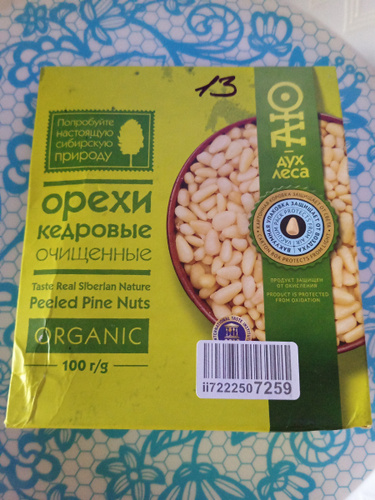 13
Попробуйте
настоящую
сибирскую
природу
орехи
кедровые
очищенные
Taste Real Siberian Nature
Peeled Pine Nuts
ORGANIC
100 г/g
ДУХ
ЛЕСА
ПРОДУКТ ЗАЩИЩЕН
ОТ ОКИСЛЕНИЯ
PRODUCT IS PROTECTED
FROM OXIDATION
ii7222507259